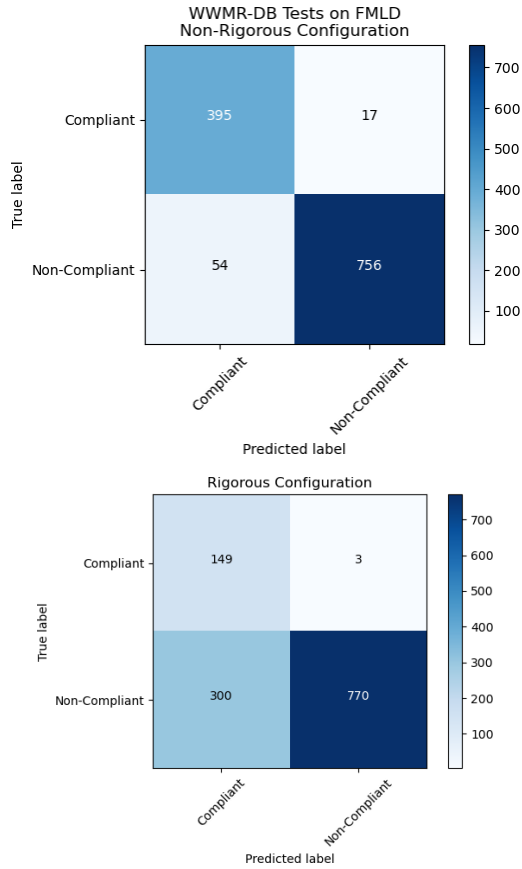 WWMR-DB Tests on FMLD
Non-Rigorous Configuration
700
600
500
400
300
200
100
Compliant
395
17
Non-Compliant
54
756
True label
Compliant
Non-Compliant
Predicted label
Rigorous Configuration
700
600
500
400
300
200
100
Compliant
149
3
Non-Compliant
300
770
True label
Compliant
Non-Compliant
Predicted label